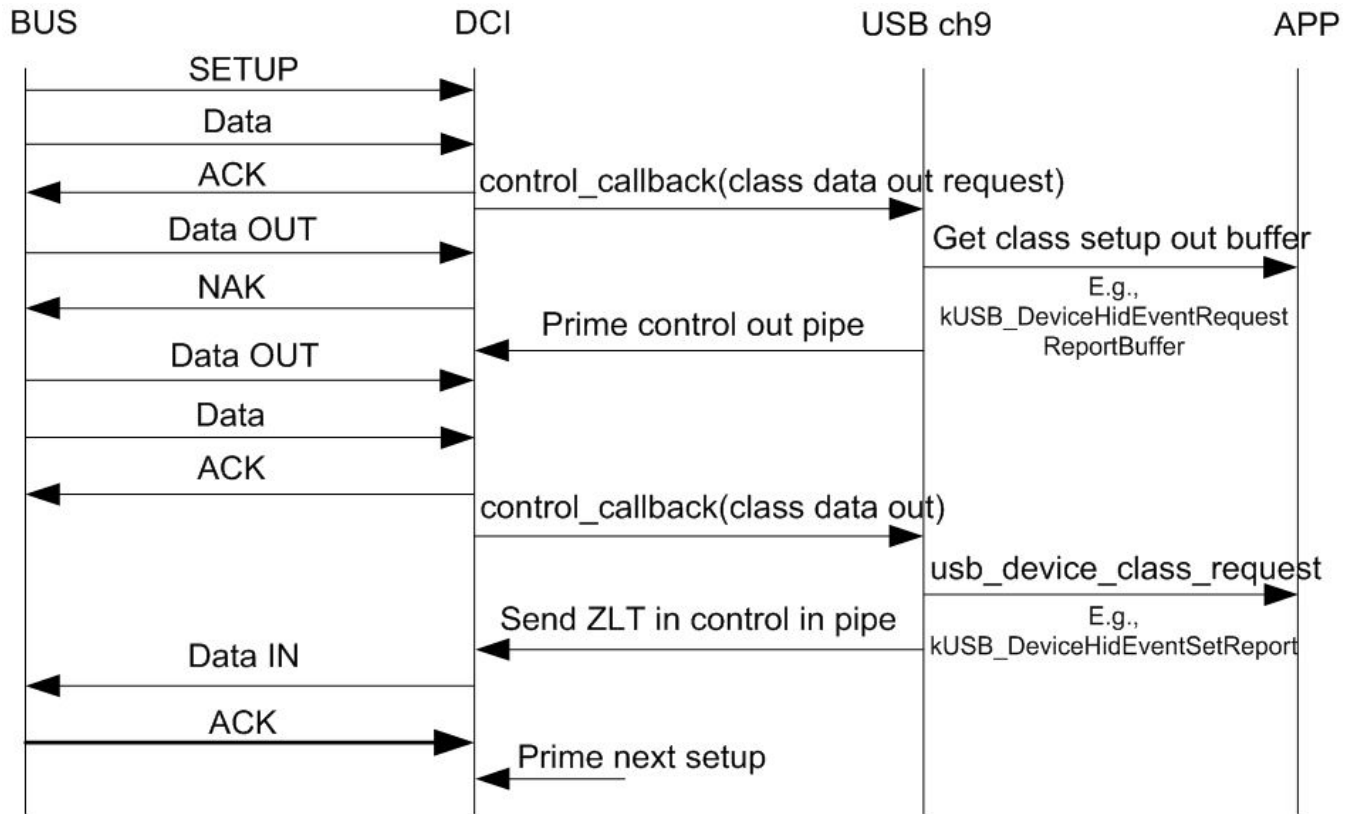 BUS
DCI
USB ch9
APP
SETUP
Data
ACK
control_callback(class data out request)
Data OUT
Get class setup out buffer
NAK
E.g.,
kUSB_DeviceHidEventRequest
ReportBuffer
Prime control out pipe
Data OUT
Data
ACK
control_callback(class data out)
usb_device_class_request
E.g.,
kUSB_DeviceHidEventSetReport
Send ZLT in control in pipe
Data IN
ACK
Prime next setup